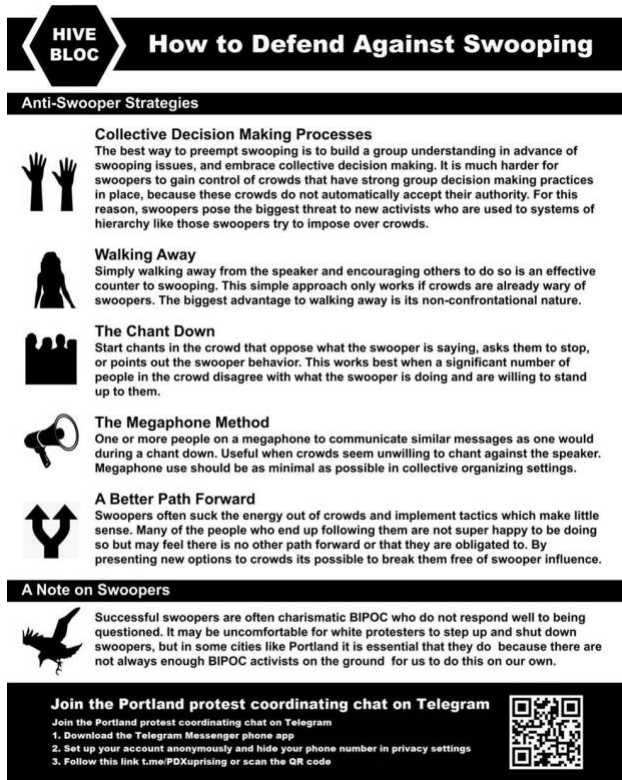 HIVE
BLOC
How to Defend Against Swooping
Anti-Swooper Strategies
Collective Decision Making Processes
The best way to preempt swooping is to build a group understanding in advance of
swooping issues, and embrace collective decision making. It is much harder for
swoopers to gain control of crowds that have strong group decision making practices
in place, because these crowds do not automatically accept their authority. For this
reason, swoopers pose the biggest threat to new activists who are used to systems of
hierarchy like those swoopers try to impose over crowds.
Walking Away
Simply walking away from the speaker and encouraging others to do so is an effective
counter to swooping. This simple approach only works if crowds are already wary of
swoopers. The biggest advantage to walking away is its non-confrontational nature.
The Chant Down
Start chants in the crowd that oppose what the swooper is saying, asks them to stop,
or points out the swooper behavior. This works best when a significant number of
people in the crowd disagree with what the swooper is doing and are willing to stand
up to them.
The Megaphone Method
One or more people on a megaphone to communicate similar messages as one would
during a chant down. Useful when crowds seem unwilling to chant against the speaker.
Megaphone use should be as minimal as possible in collective organizing settings.
A Better Path Forward
Swoopers often suck the energy out of crowds and implement tactics which make little
sense. Many of the people who end up following them are not super happy to be doing
so but may feel there is no other path forward or that they are obligated to. By
presenting new options to crowds its possible to break them free of swooper influence.
A Note on Swoopers
Successful swoopers are often charismatic BIPOC who do not respond well to being
questioned. It may be uncomfortable for white protesters to step up and shut down
swoopers, but in some cities like Portland it is essential that they do because there are
not always enough BIPOC activists on the ground for us to do this on our own.
Join the Portland protest coordinating chat on Telegram
Join the Portland protest coordinating chat on Telegram
1. Download the Telegram Messenger phone app
2. Set up your account anonymously and hide your phone number in privacy settings
3. Follow this link t.me/PDXuprising or scan the QR code